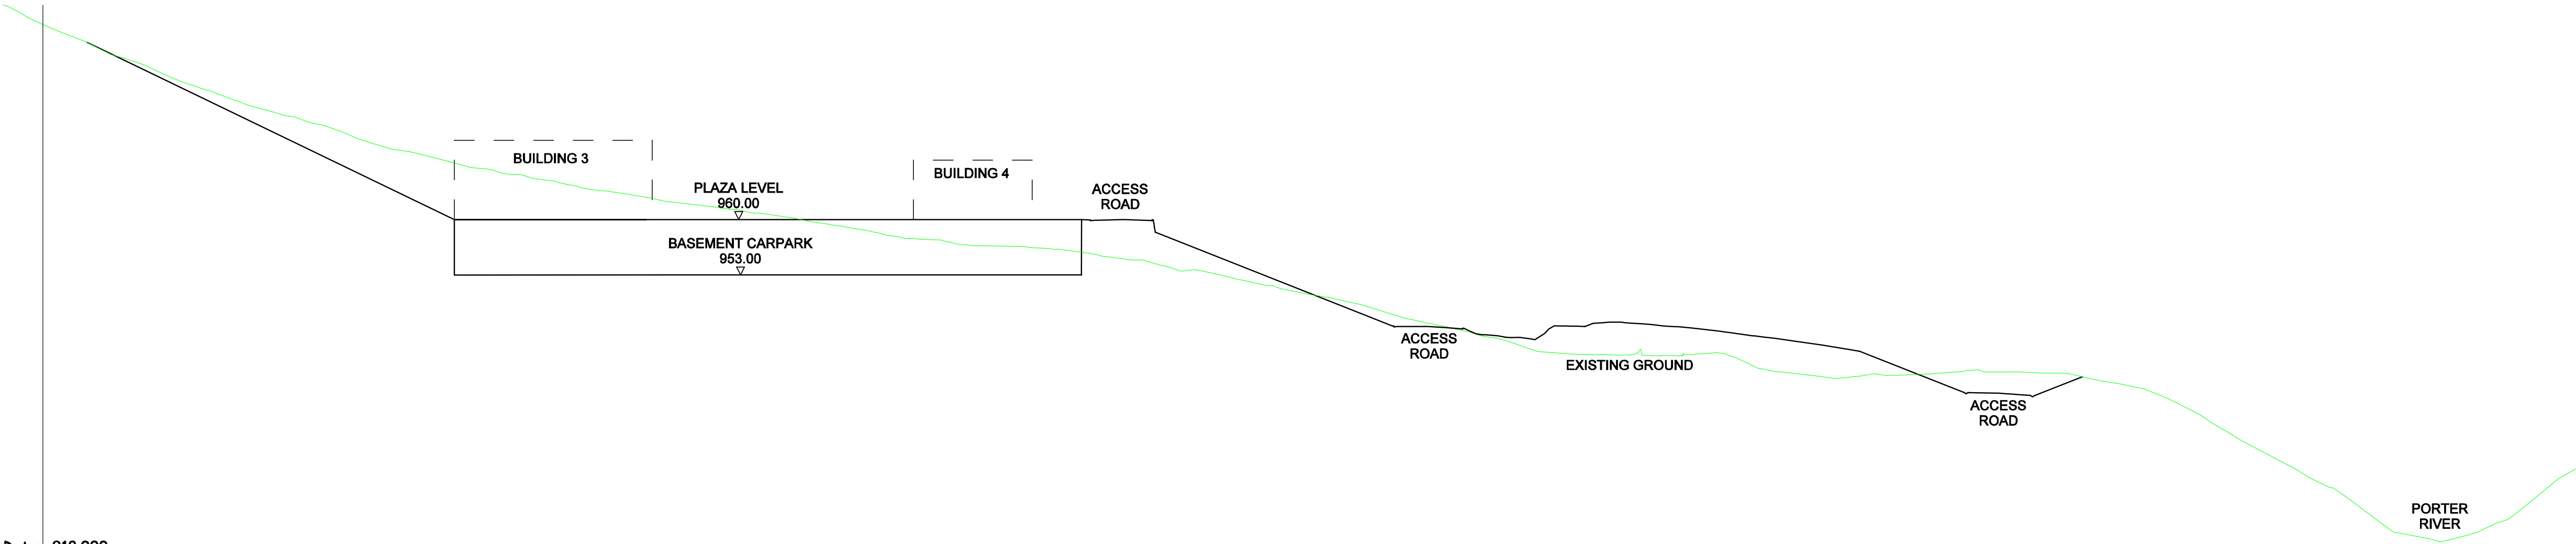 BUILDING 3
BUILDING 4
PLAZA LEVEL
960.00
ACCESS
ROAD
BASEMENT CARPARK
953.00
ACCESS
ROAD
EXISTING GROUND
ACCESS
ROAD
PORTER
RIVER